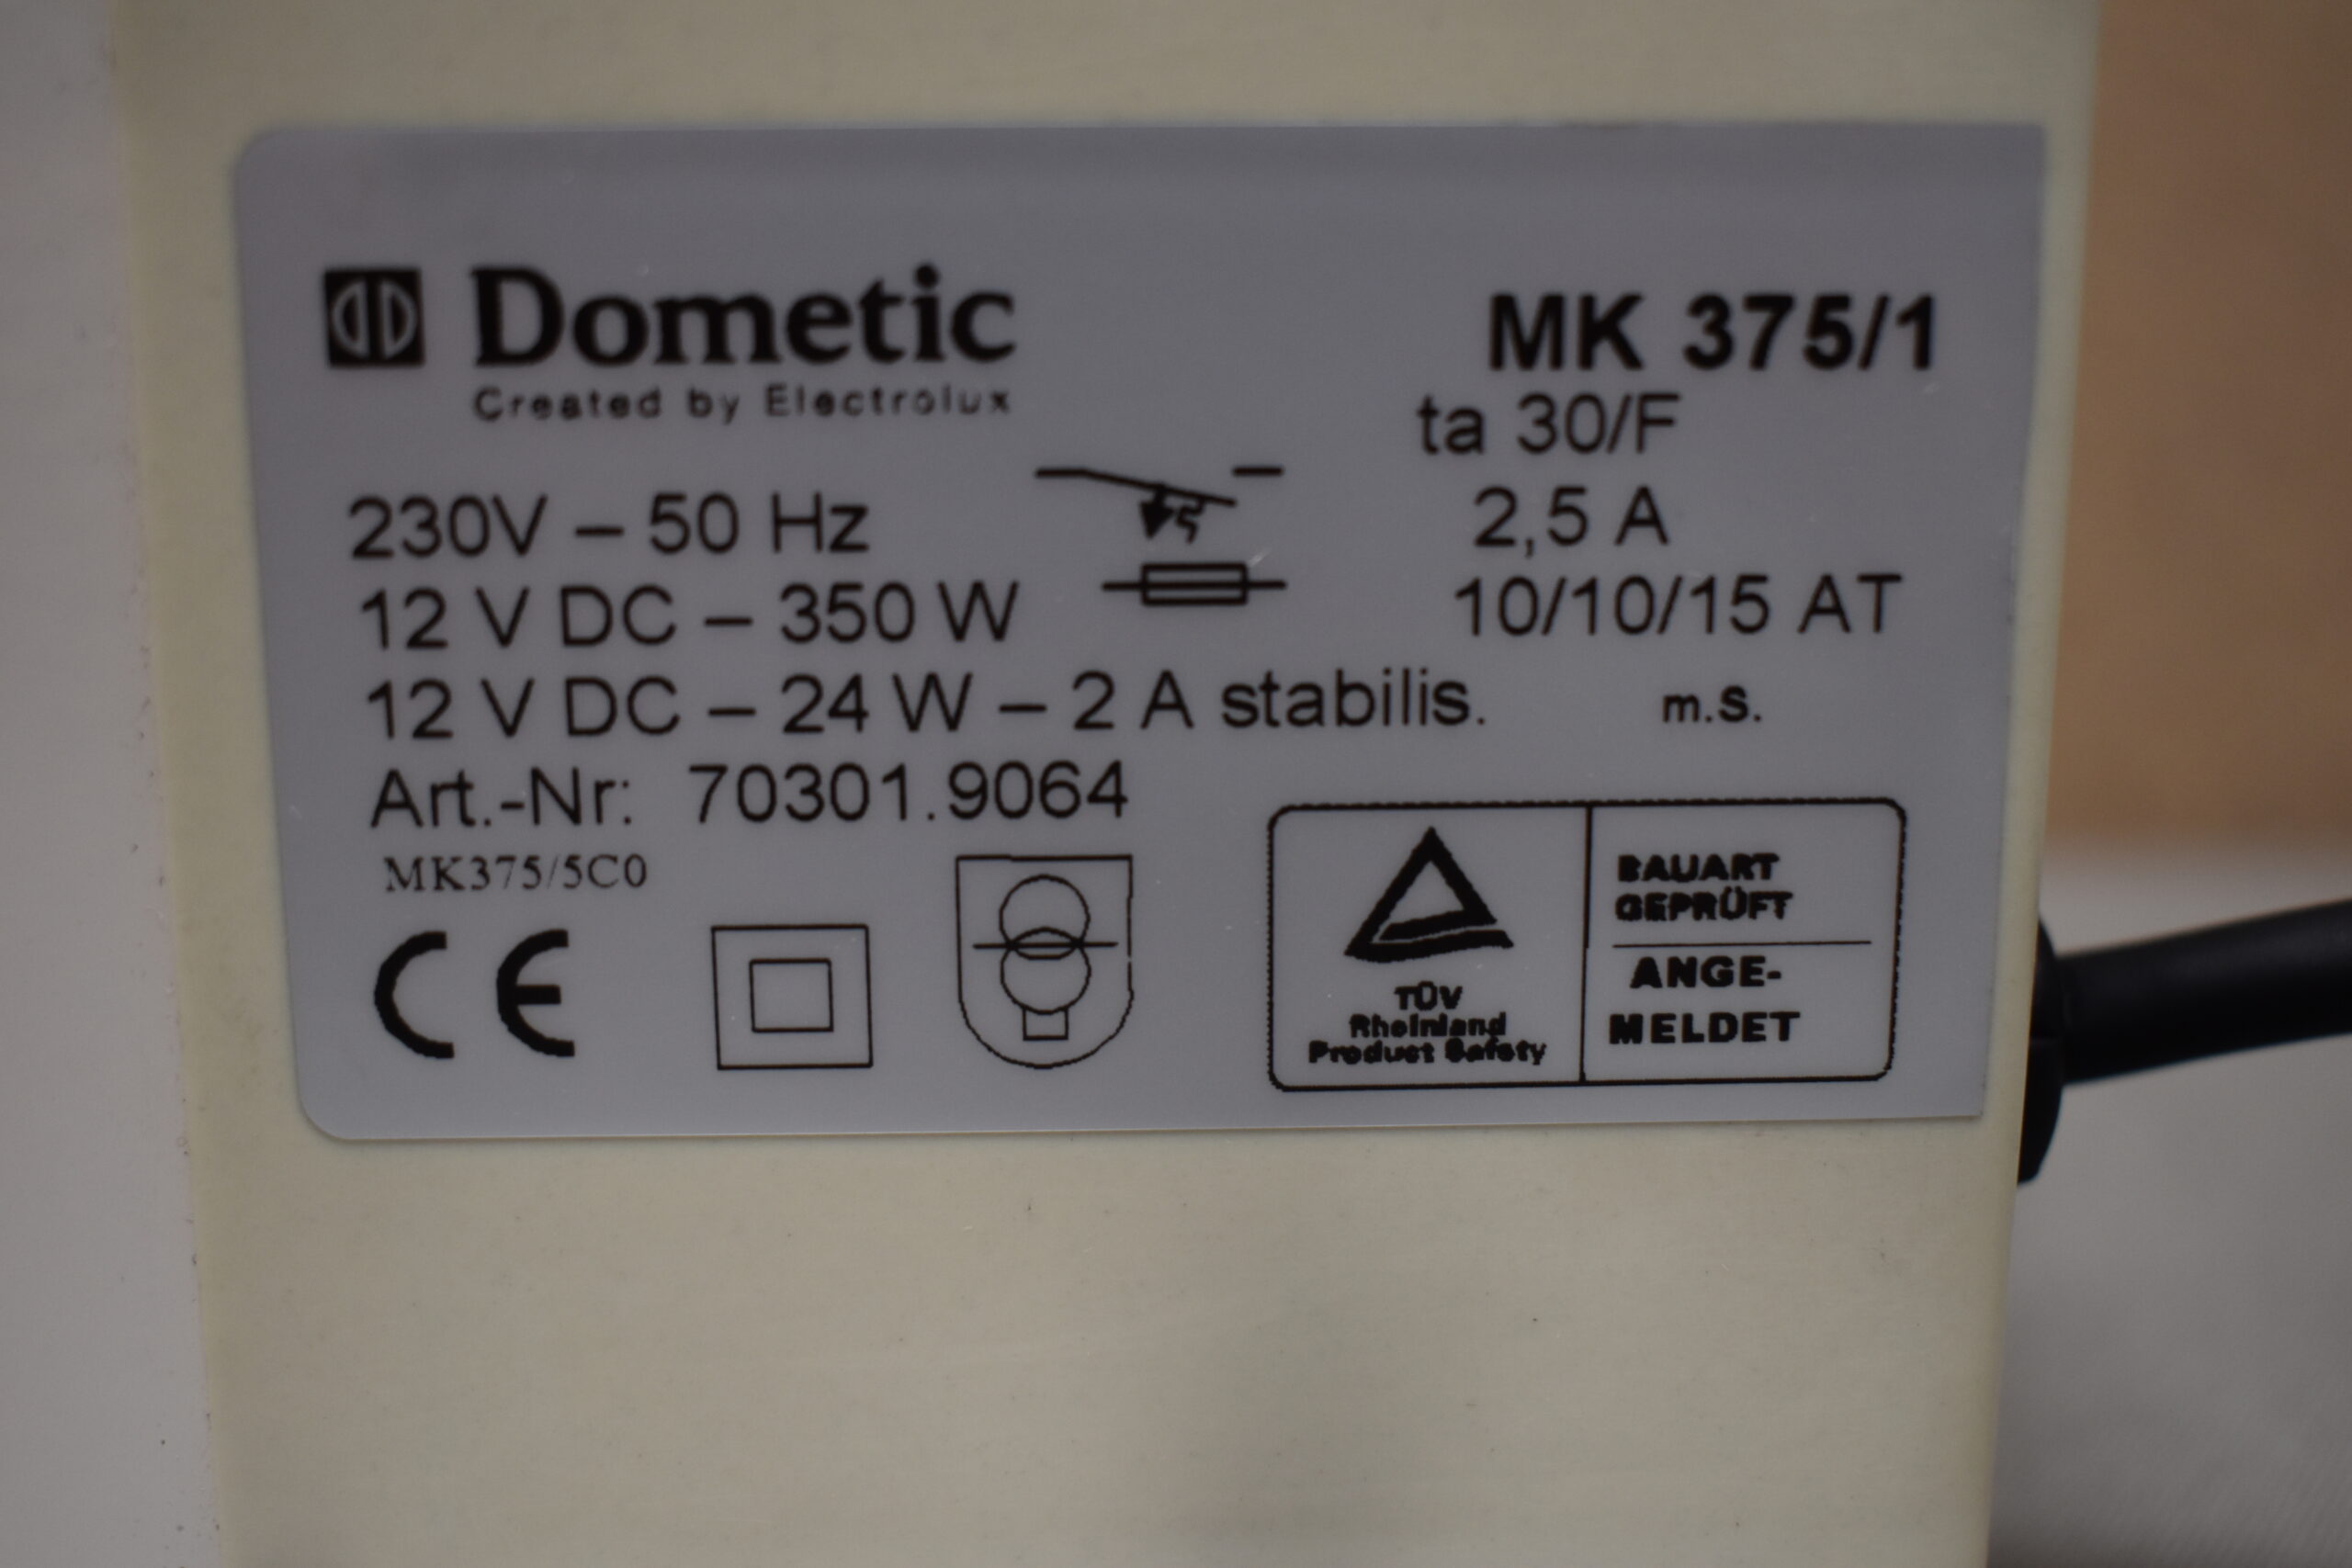 Dometic
Created by Electrolux
MK 375/1
ta 30/F
230V – 50 Hz
2,5 A
12 V DC – 350 W
10/10/15 AT
12 V DC – 24 W – 2 A stabilis. m.S.
Art.-Nr: 70301.9064
MK375/5C0
CE
TÜV
Rheinland
Product Safety
BAUART
GEPRÜFT
ANGE-
MELDET